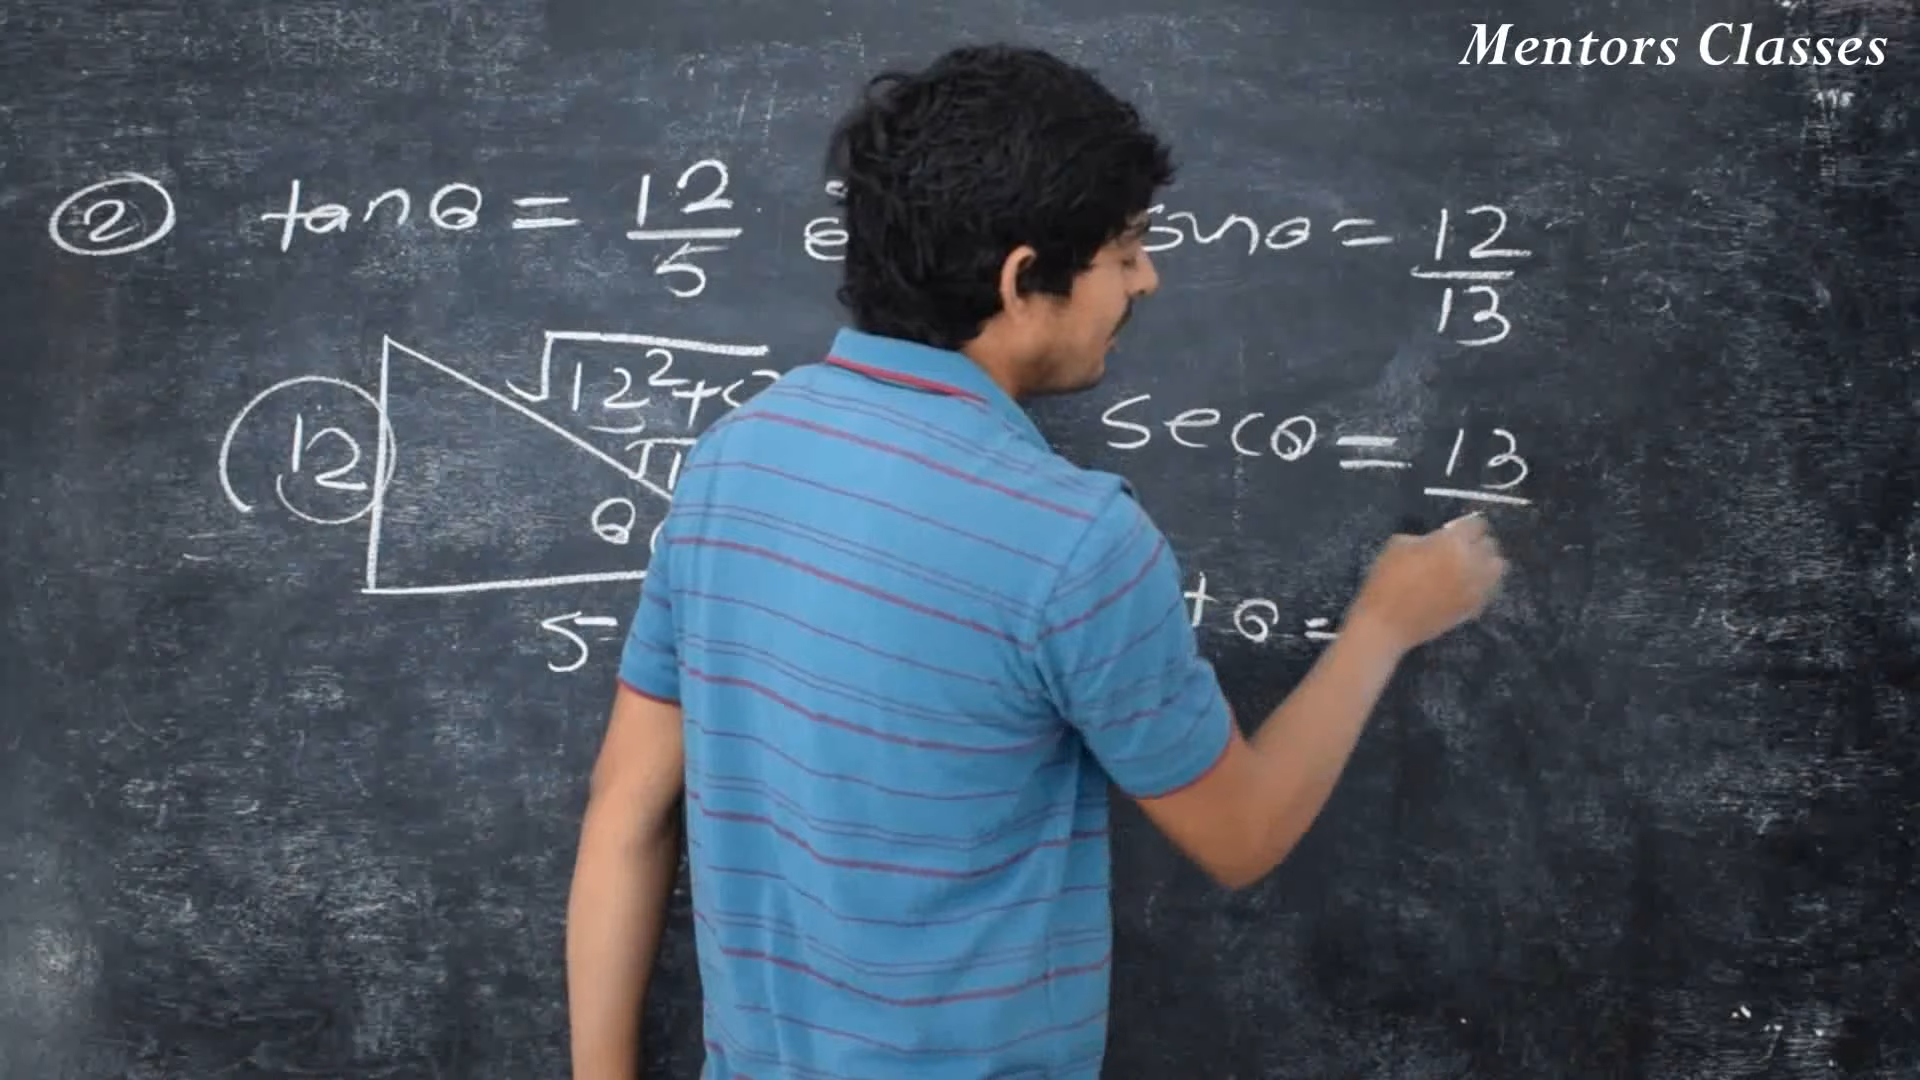 Mentors Classes
② tanθ = 12/5
sinθ = 12/13
√12²+
12
θ
5
secθ = 13
θ =